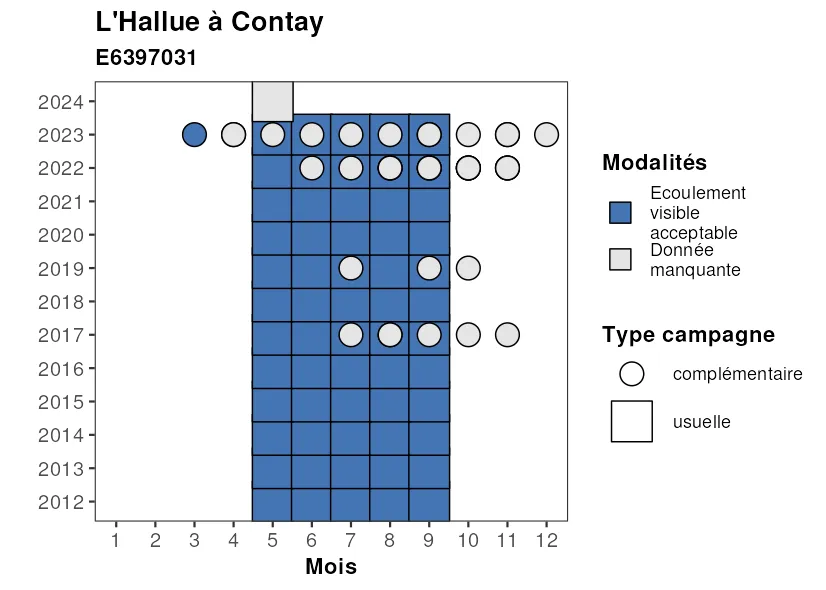 L'Hallue à Contay
E6397031
2024
2023
2022
2021
2020
2019
2018
2017
2016
2015
2014
2013
2012
1 2 3 4 5 6 7 8 9 10 11 12
Mois
Modalités
Ecoulement
visible
acceptable
Donnée
manquante
Type campagne
complémentaire
usuelle